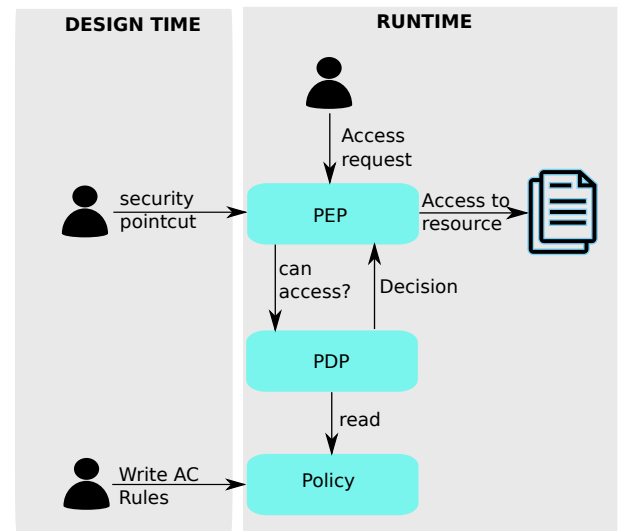 DESIGN TIME
RUNTIME
Access
request
security
pointcut
PEP
Access to
resource
can
access?
Decision
PDP
read
Write AC
Rules
Policy